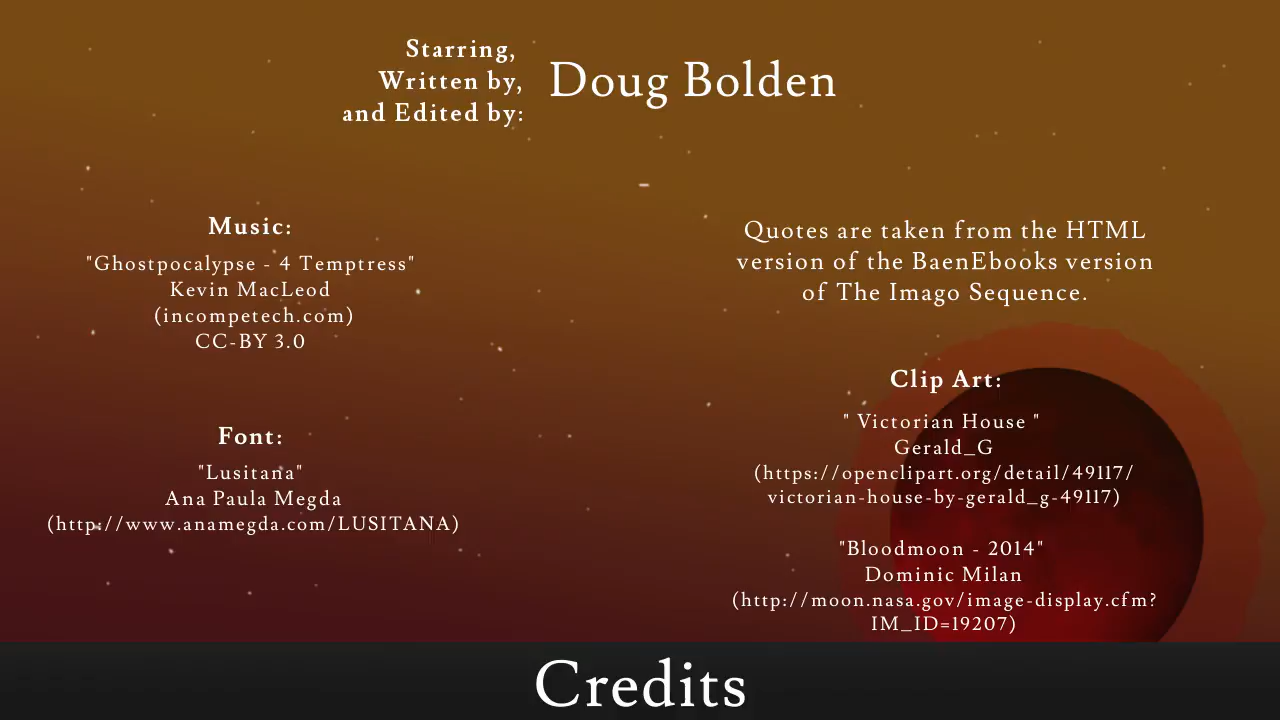 Starring,
Written by,
and Edited by:
Doug Bolden
Music:
"Ghostpocalypse - 4 Temptress"
Kevin MacLeod
(incompetech.com)
CC-BY 3.0
Font:
"Lusitana"
Ana Paula Megda
(http://www.anamegda.com/LUSITANA)
Quotes are taken from the HTML
version of the BaenEbooks version
of The Imago Sequence.
Clip Art:
" Victorian House "
Gerald_G
(https://openclipart.org/detail/49117/
victorian-house-by-gerald_g-49117)
"Bloodmoon - 2014"
Dominic Milan
(http://moon.nasa.gov/image-display.cfm?
IM_ID=19207)
Credits